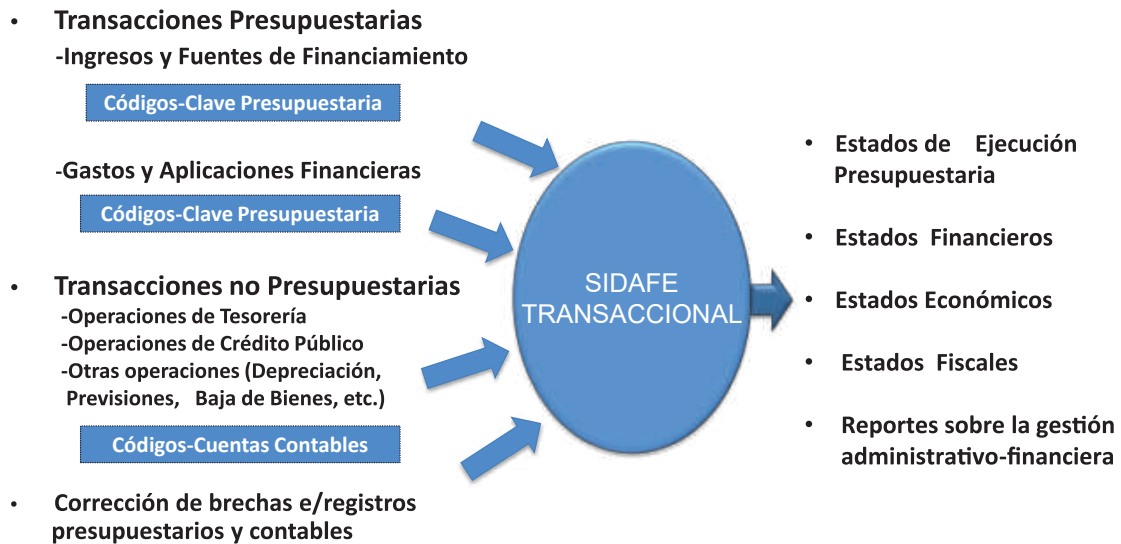 • Transacciones Presupuestarias
-Ingresos y Fuentes de Financiamiento
Códigos-Clave Presupuestaria
-Gastos y Aplicaciones Financieras
Códigos-Clave Presupuestaria
• Transacciones no Presupuestarias
-Operaciones de Tesorería
-Operaciones de Crédito Público
-Otras operaciones (Depreciación,
Previsiones, Baja de Bienes, etc.)
Códigos-Cuentas Contables
• Corrección de brechas e/registros
presupuestarios y contables
SIDAFE
TRANSACCIONAL
• Estados de Ejecución
Presupuestaria
• Estados Financieros
• Estados Económicos
• Estados Fiscales
• Reportes sobre la gestión
administrativo-financiera